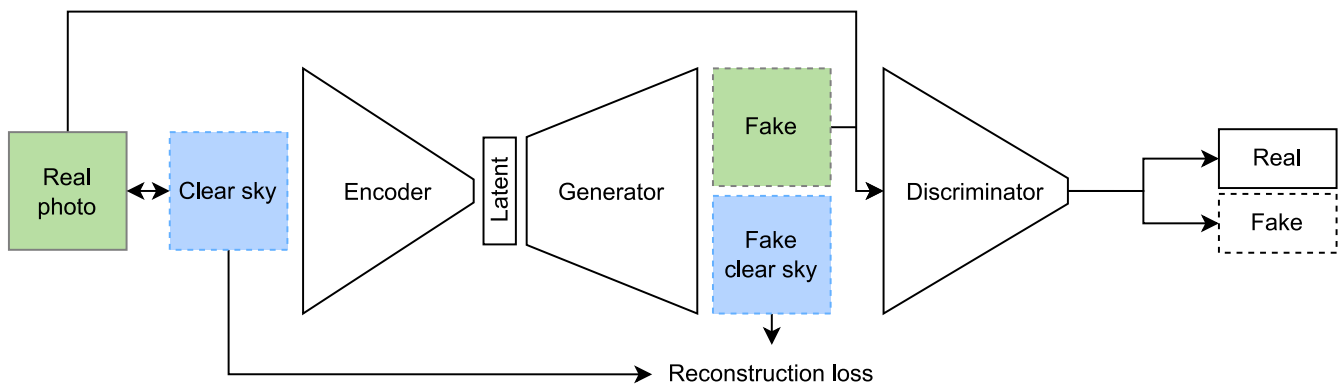 Real
photo
Clear sky
Encoder
Latent
Generator
Fake
Fake
clear sky
Discriminator
Real
Fake
Reconstruction loss